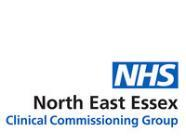 NHS
North East Essex
Clinical Commissioning Group